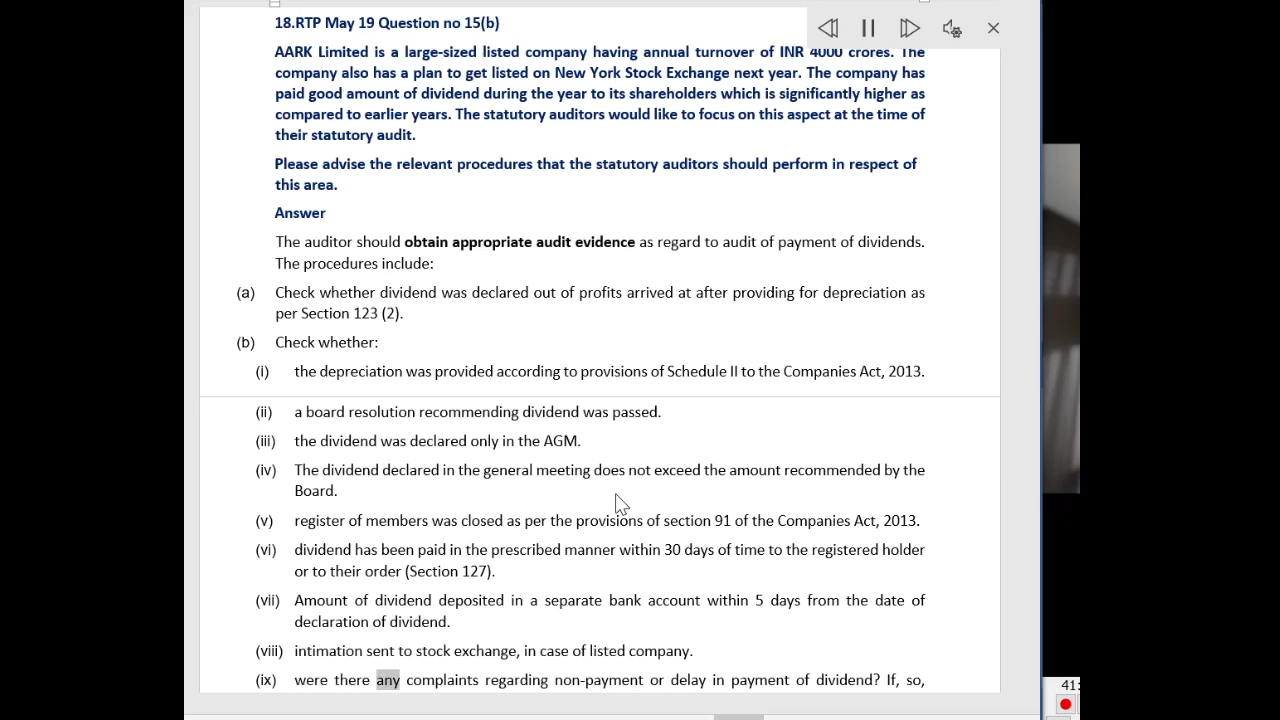 18.RTP May 19 Question no 15(b)
AARK Limited is a large-sized listed company having annual turnover of INR 4000 crores. The
company also has a plan to get listed on New York Stock Exchange next year. The company has
paid good amount of dividend during the year to its shareholders which is significantly higher as
compared to earlier years. The statutory auditors would like to focus on this aspect at the time of
their statutory audit.
Please advise the relevant procedures that the statutory auditors should perform in respect of
this area.
Answer
The auditor should obtain appropriate audit evidence as regard to audit of payment of dividends.
The procedures include:
(a) Check whether dividend was declared out of profits arrived at after providing for depreciation as
per Section 123 (2).
(b) Check whether:
(i) the depreciation was provided according to provisions of Schedule II to the Companies Act, 2013.
(ii) a board resolution recommending dividend was passed.
(iii) the dividend was declared only in the AGM.
(iv) The dividend declared in the general meeting does not exceed the amount recommended by the
Board.
(v) register of members was closed as per the provisions of section 91 of the Companies Act, 2013.
(vi) dividend has been paid in the prescribed manner within 30 days of time to the registered holder
or to their order (Section 127).
(vii) Amount of dividend deposited in a separate bank account within 5 days from the date of
declaration of dividend.
(viii) intimation sent to stock exchange, in case of listed company.
(ix) were there any complaints regarding non-payment or delay in payment of dividend? If, so,
41: